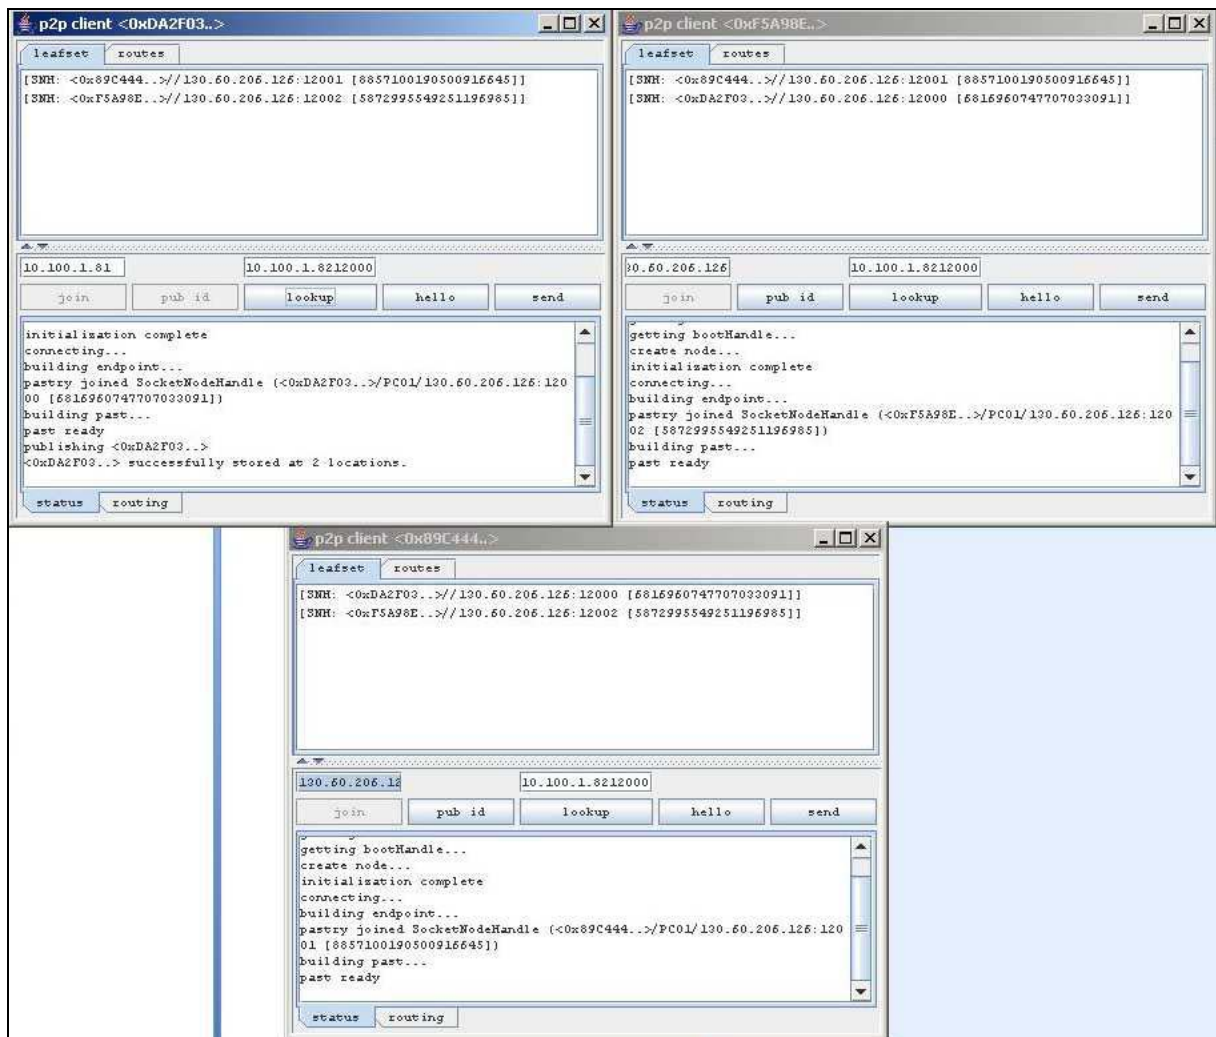 p2p client <0xDA2F03..>
leafset routes
[SNH: <0x89C444..>//130.60.206.126:12001 [8857100190500916645]]
[SNH: <0xF5A98E..>//130.60.206.126:12002 [5872995549251196985]]
10.100.1.81 10.100.1.8212000
join pub id lookup hello send
initialization complete
connecting...
building endpoint...
pastry joined SocketNodeHandle (<0xDA2F03..>/PC01/130.60.206.126:120
00 [6816960747707033091])
building past...
past ready
publishing <0xDA2F03..>
<0xDA2F03..> successfully stored at 2 locations.
status routing
p2p client <0xF5A98E..>
leafset routes
[SNH: <0x89C444..>//130.60.206.126:12001 [8857100190500916645]]
[SNH: <0xDA2F03..>//130.60.206.126:12000 [6816960747707033091]]
30.60.206.126 10.100.1.8212000
join pub id lookup hello send
getting bootHandle...
create node...
initialization complete
connecting...
building endpoint...
pastry joined SocketNodeHandle (<0xF5A98E..>/PC01/130.60.206.126:120
02 [5872995549251196985])
building past...
past ready
status routing
p2p client <0x89C444..>
leafset routes
[SNH: <0xDA2F03..>//130.60.206.126:12000 [6816960747707033091]]
[SNH: <0xF5A98E..>//130.60.206.126:12002 [5872995549251196985]]
130.60.206.12 10.100.1.8212000
join pub id lookup hello send
getting bootHandle...
create node...
initialization complete
connecting...
building endpoint...
pastry joined SocketNodeHandle (<0x89C444..>/PC01/130.60.206.126:120
01 [8857100190500916645])
building past...
past ready
status routing